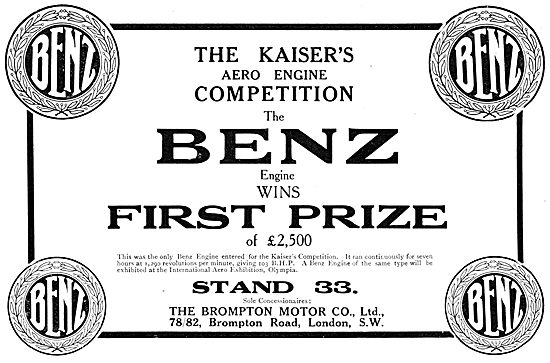 BENZ
BENZ
THE KAISER'S
AERO ENGINE
COMPETITION
The
BENZ
Engine
WINS
FIRST PRIZE
of £2,500
This was the only Benz Engine entered for the Kaiser's Competition. It ran continuously for seven
hours at 1,290 revolutions per minute, giving 103 B.H.P. A Benz Engine of the same type will be
exhibited at the International Aero Exhibition, Olympia.
STAND 33.
Sole Concessionaires:
THE BROMPTON MOTOR CO., Ltd.,
78/82, Brompton Road, London, S.W.
BENZ
BENZ